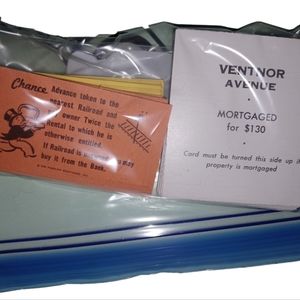 Chance
Advance token to the
nearest Railroad and
owner Twice the
Rental to which he is
otherwise entitled.
If Railroad is may
buy it from the Bank.
VENTNOR
AVENUE
MORTGAGED
for $130
Card must be turned this side up
property is mortgaged